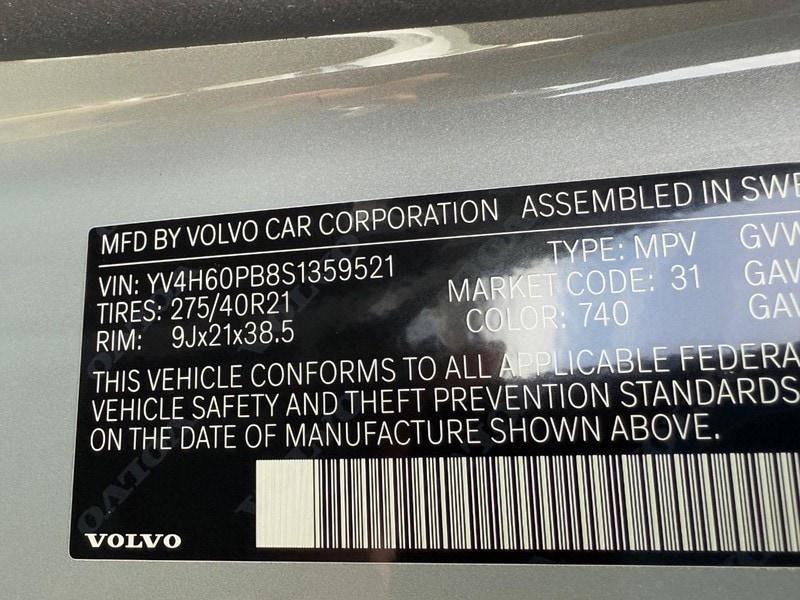 MFD BY VOLVO CAR CORPORATION ASSEMBLED IN SWE
VIN: YV4H60PB8S1359521 TYPE: MPV GVW
TIRES: 275/40R21 MARKET CODE: 31 GAV
RIM: 9Jx21x38.5 COLOR: 740 GAV
THIS VEHICLE CONFORMS TO ALL APPLICABLE FEDERA
VEHICLE SAFETY AND THEFT PREVENTION STANDARDS
ON THE DATE OF MANUFACTURE SHOWN ABOVE.
VOLVO